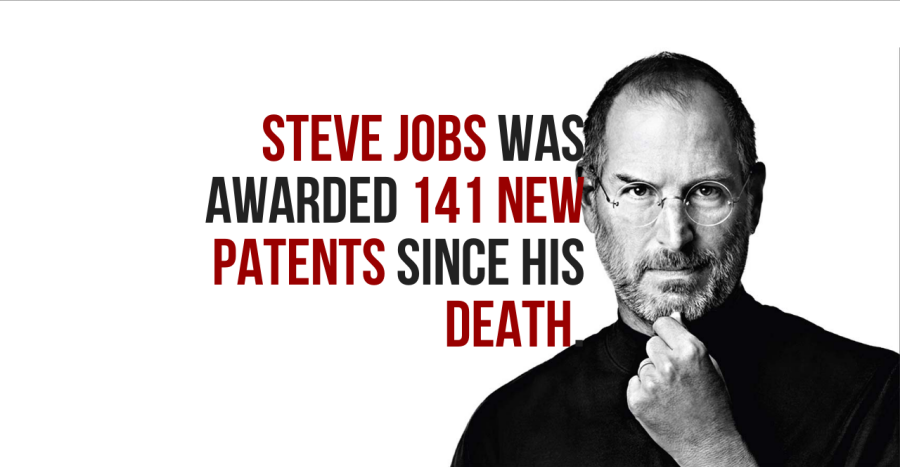 STEVE JOBS WAS
AWARDED 141 NEW
PATENTS SINCE HIS
DEATH.